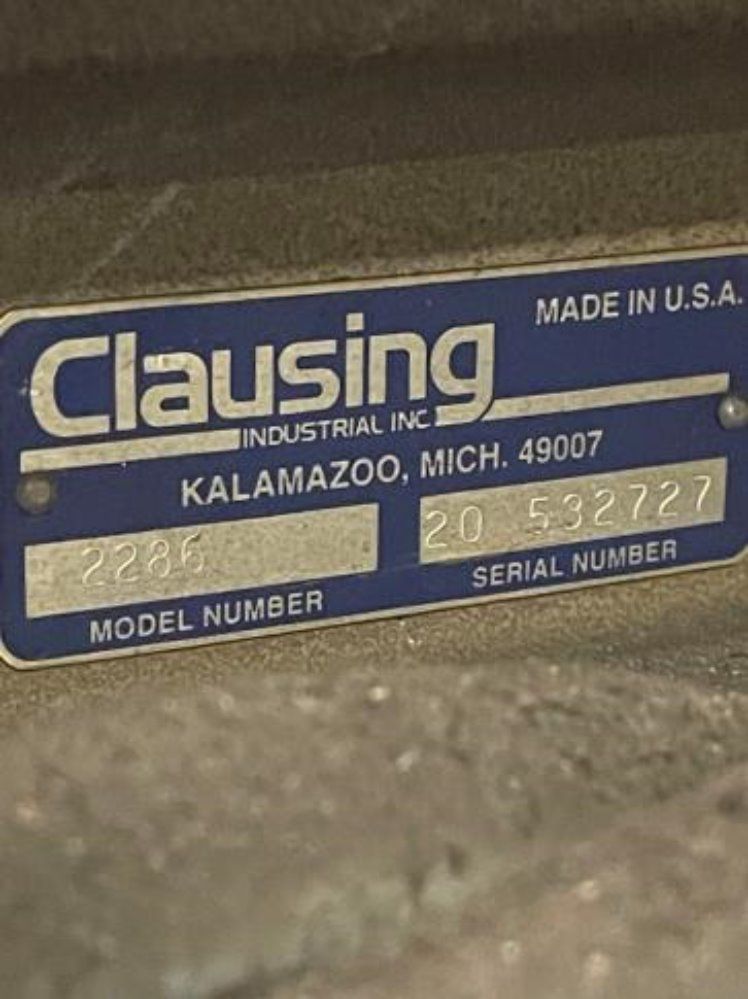 MADE IN U.S.A.
Clausing
INDUSTRIAL INC
KALAMAZOO, MICH. 49007
2286 20 532727
MODEL NUMBER SERIAL NUMBER